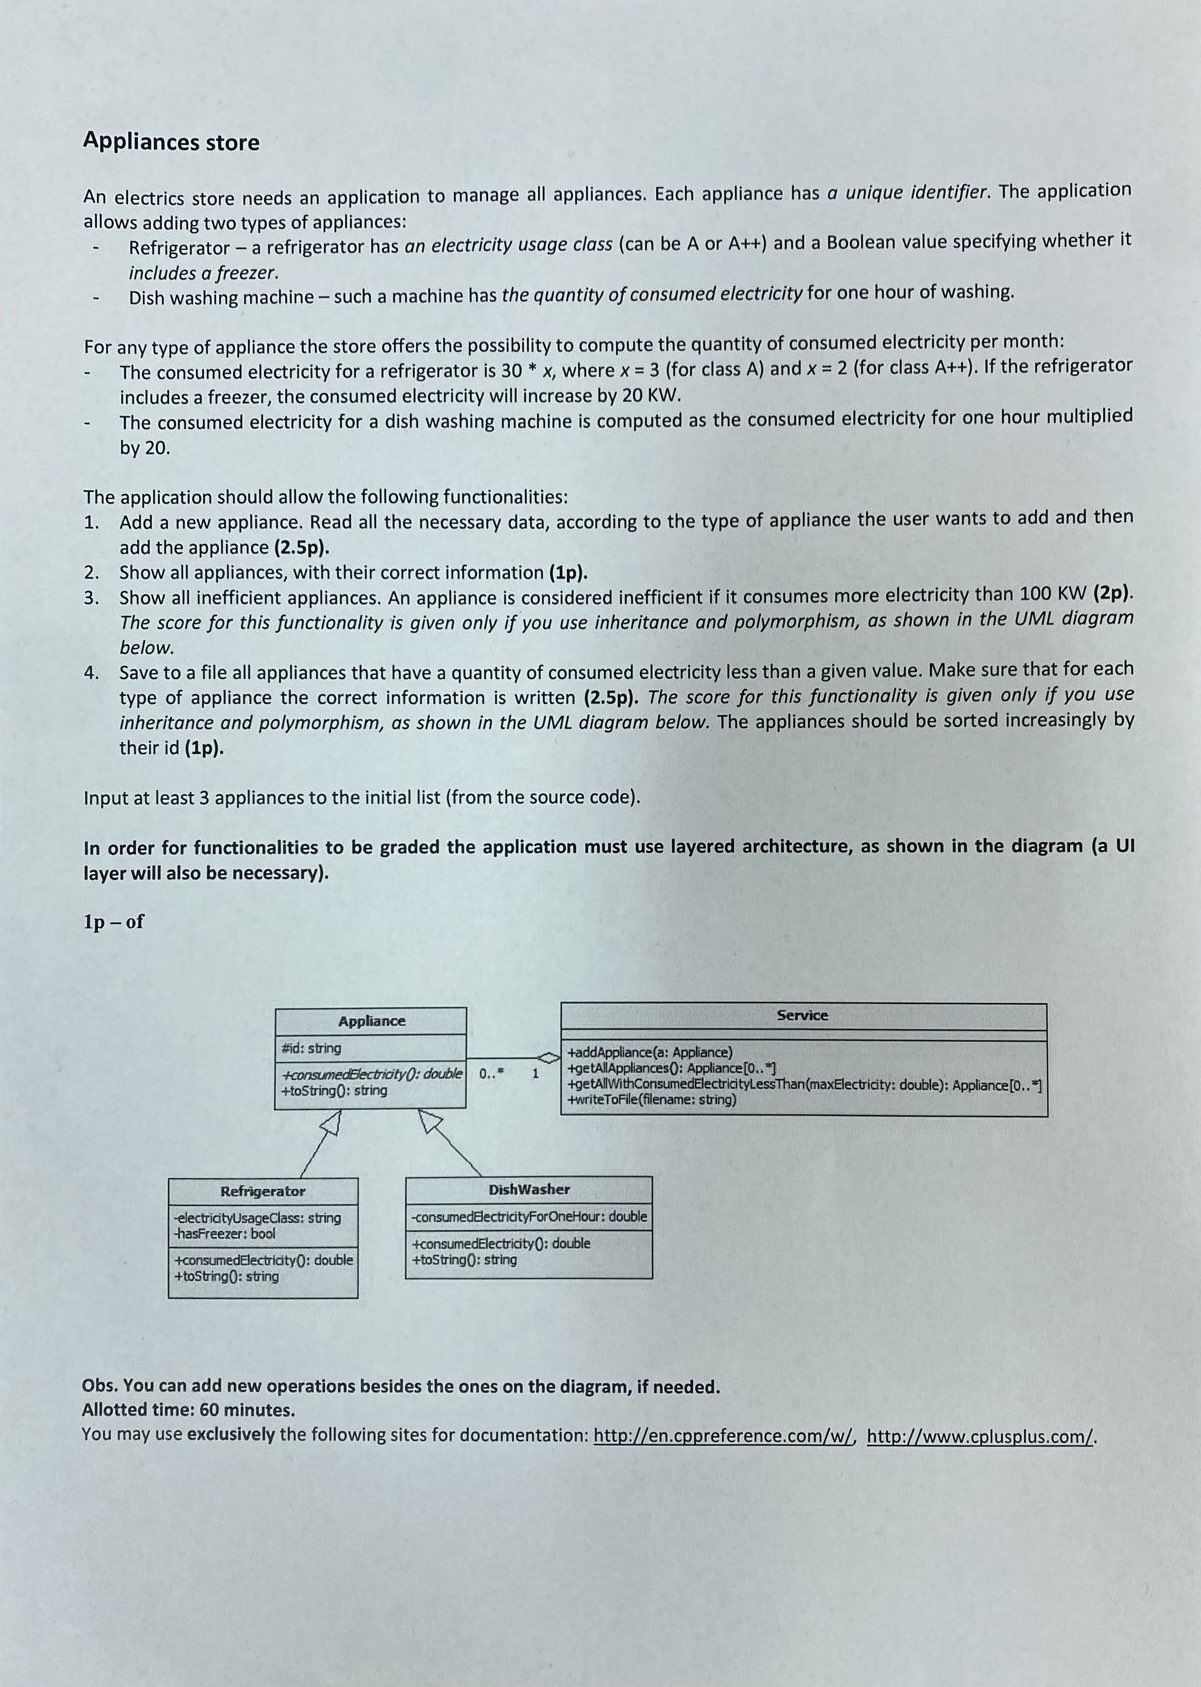 Appliances store
An electrics store needs an application to manage all appliances. Each appliance has a unique identifier. The application
allows adding two types of appliances:
- Refrigerator – a refrigerator has an electricity usage class (can be A or A++) and a Boolean value specifying whether it
includes a freezer.
- Dish washing machine – such a machine has the quantity of consumed electricity for one hour of washing.
For any type of appliance the store offers the possibility to compute the quantity of consumed electricity per month:
- The consumed electricity for a refrigerator is 30 * x, where x = 3 (for class A) and x = 2 (for class A++). If the refrigerator
includes a freezer, the consumed electricity will increase by 20 KW.
- The consumed electricity for a dish washing machine is computed as the consumed electricity for one hour multiplied
by 20.
The application should allow the following functionalities:
1. Add a new appliance. Read all the necessary data, according to the type of appliance the user wants to add and then
add the appliance (2.5p).
2. Show all appliances, with their correct information (1p).
3. Show all inefficient appliances. An appliance is considered inefficient if it consumes more electricity than 100 KW (2p).
The score for this functionality is given only if you use inheritance and polymorphism, as shown in the UML diagram
below.
4. Save to a file all appliances that have a quantity of consumed electricity less than a given value. Make sure that for each
type of appliance the correct information is written (2.5p). The score for this functionality is given only if you use
inheritance and polymorphism, as shown in the UML diagram below. The appliances should be sorted increasingly by
their id (1p).
Input at least 3 appliances to the initial list (from the source code).
In order for functionalities to be graded the application must use layered architecture, as shown in the diagram (a UI
layer will also be necessary).
1p – of
Appliance
#id: string
+consumedElectricity(): double
+toString(): string
0..*
1
Service
+addAppliance(a: Appliance)
+getAllAppliances(): Appliance[0..*]
+getAllWithConsumedElectricityLessThan(maxElectricity: double): Appliance[0..*]
+writeToFile(filename: string)
Refrigerator
-electricityUsageClass: string
-hasFreezer: bool
+consumedElectricity(): double
+toString(): string
DishWasher
-consumedElectricityForOneHour: double
+consumedElectricity(): double
+toString(): string
Obs. You can add new operations besides the ones on the diagram, if needed.
Allotted time: 60 minutes.
You may use exclusively the following sites for documentation: http://en.cppreference.com/w/, http://www.cplusplus.com/.